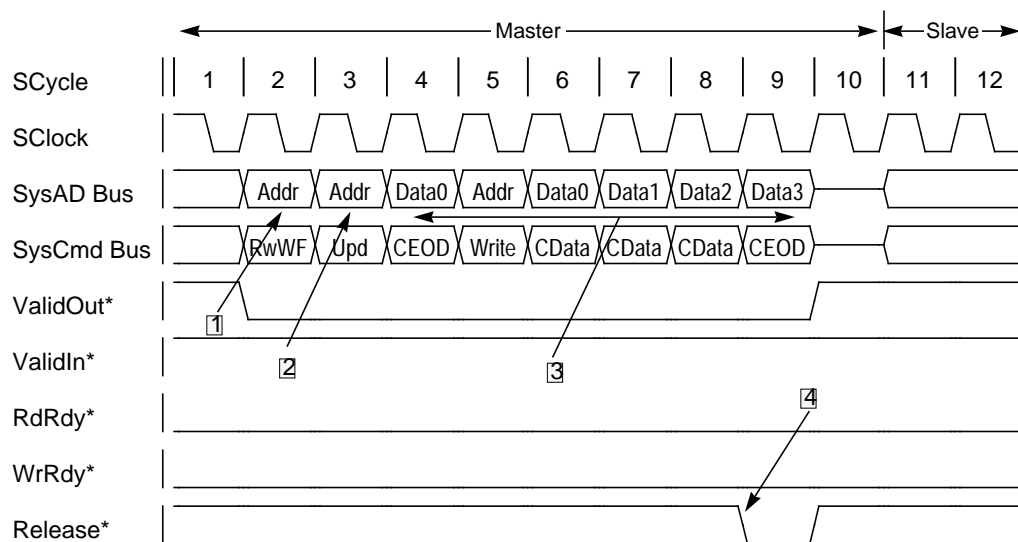 Master Slave
SCycle 1 2 3 4 5 6 7 8 9 10 11 12
SClock
SysAD Bus Addr Addr Data0 Addr Data0 Data1 Data2 Data3
SysCmd Bus RwWF Upd CEOD Write CData CData CData CEOD
ValidOut*
1
ValidIn*
2
3
RdRdy*
4
WrRdy*
Release*